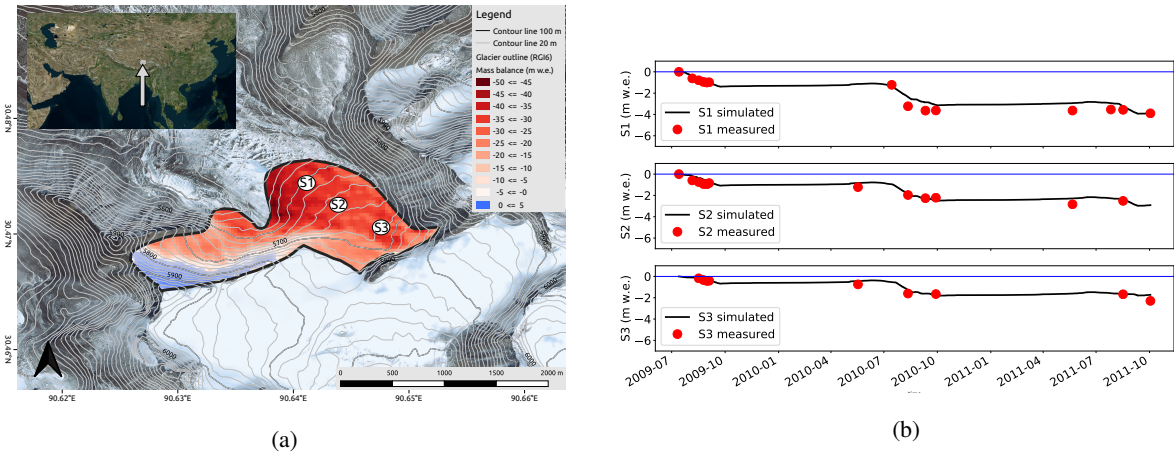 Legend
Contour line 100 m
Contour line 20 m
Glacier outline (RGI6)
Mass balance (m w.e.)
-50 <= -45
-45 <= -40
-40 <= -35
-35 <= -30
-30 <= -25
-25 <= -20
-20 <= -15
-15 <= -10
-10 <= -5
-5 <= -0
0 <= 5
30.48°N
30.47°N
30.46°N
S1
S2
S3
5700
5800
5900
6000
0 500 1000 1500 2000 m
90.62°E 90.63°E 90.64°E 90.65°E 90.66°E
(a)
S1 (m w.e.)
0
−2
−4
−6
S1 simulated
S1 measured
S2 (m w.e.)
0
−2
−4
−6
S2 simulated
S2 measured
S3 (m w.e.)
0
−2
−4
−6
S3 simulated
S3 measured
2009-07 2009-10 2010-01 2010-04 2010-07 2010-10 2011-01 2011-04 2011-07 2011-10
(b)